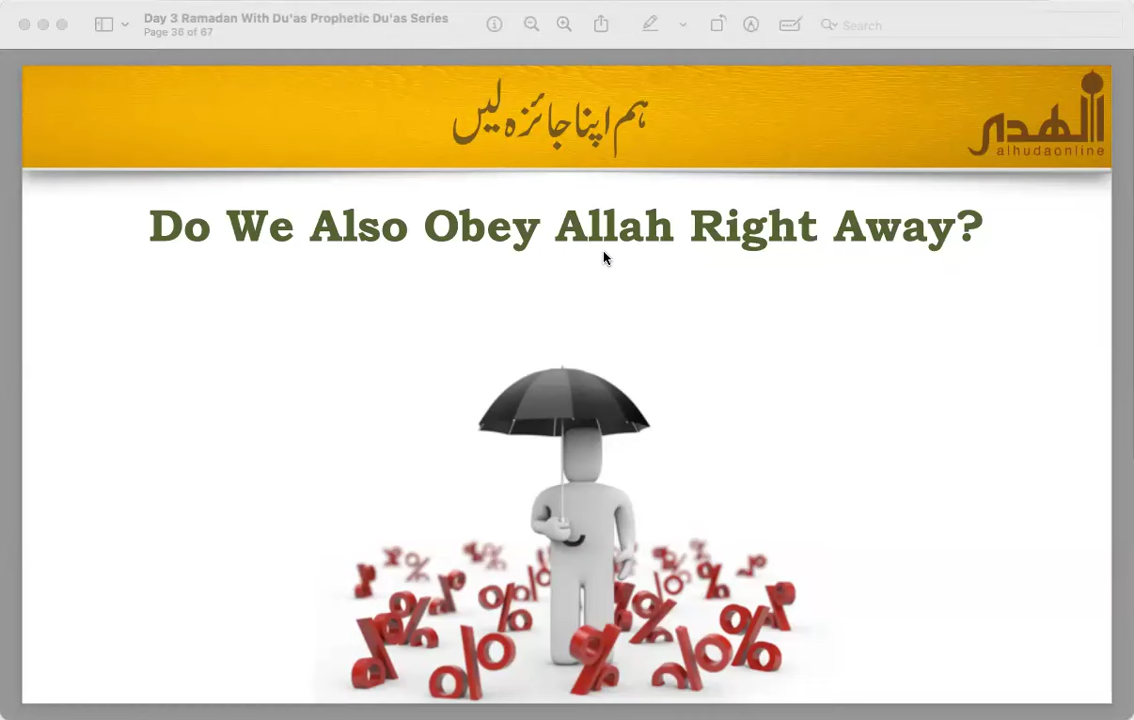 Day 3 Ramadan With Du'as Prophetic Du'as Series
Page 36 of 67
Search
ہم اپنا جائزہ لیں
الهدى
alhudaonline
Do We Also Obey Allah Right Away?
% % % % % % % % % % % % % % % % % %